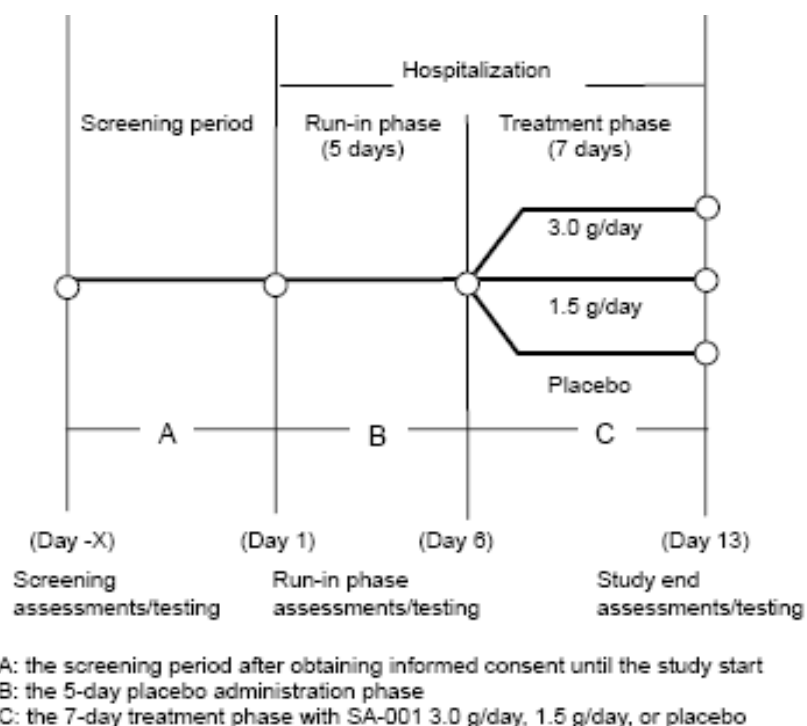 Hospitalization
Screening period
Run-in phase
(5 days)
Treatment phase
(7 days)
3.0 g/day
1.5 g/day
Placebo
A
B
C
(Day -X)
(Day 1)
(Day 6)
(Day 13)
Screening
assessments/testing
Run-in phase
assessments/testing
Study end
assessments/testing
A: the screening period after obtaining informed consent until the study start
B: the 5-day placebo administration phase
C: the 7-day treatment phase with SA-001 3.0 g/day, 1.5 g/day, or placebo